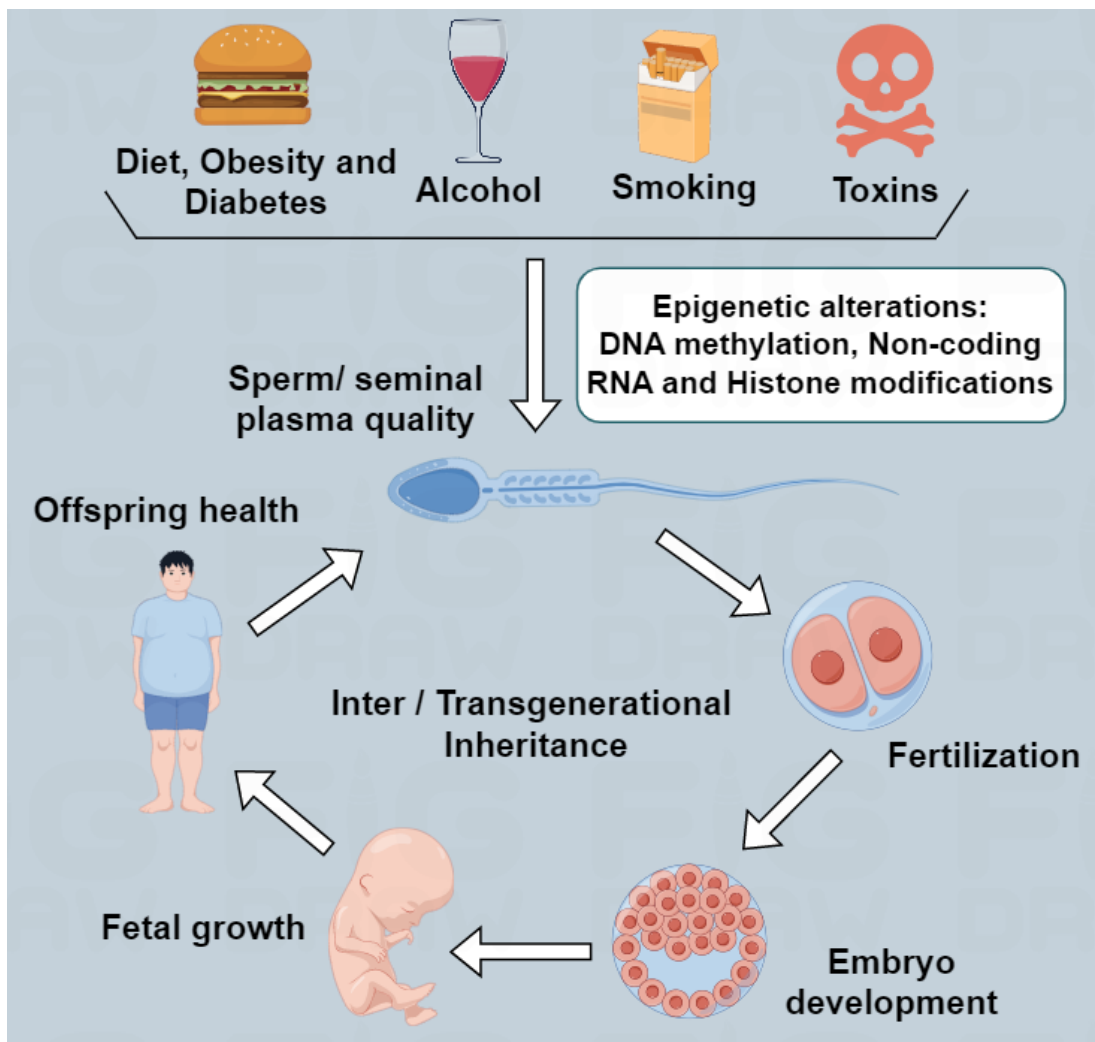 Diet, Obesity and
Diabetes
Alcohol
Smoking
Toxins
Epigenetic alterations:
DNA methylation, Non-coding
RNA and Histone modifications
Sperm/ seminal
plasma quality
Offspring health
Inter / Transgenerational
Inheritance
Fertilization
Fetal growth
Embryo
development